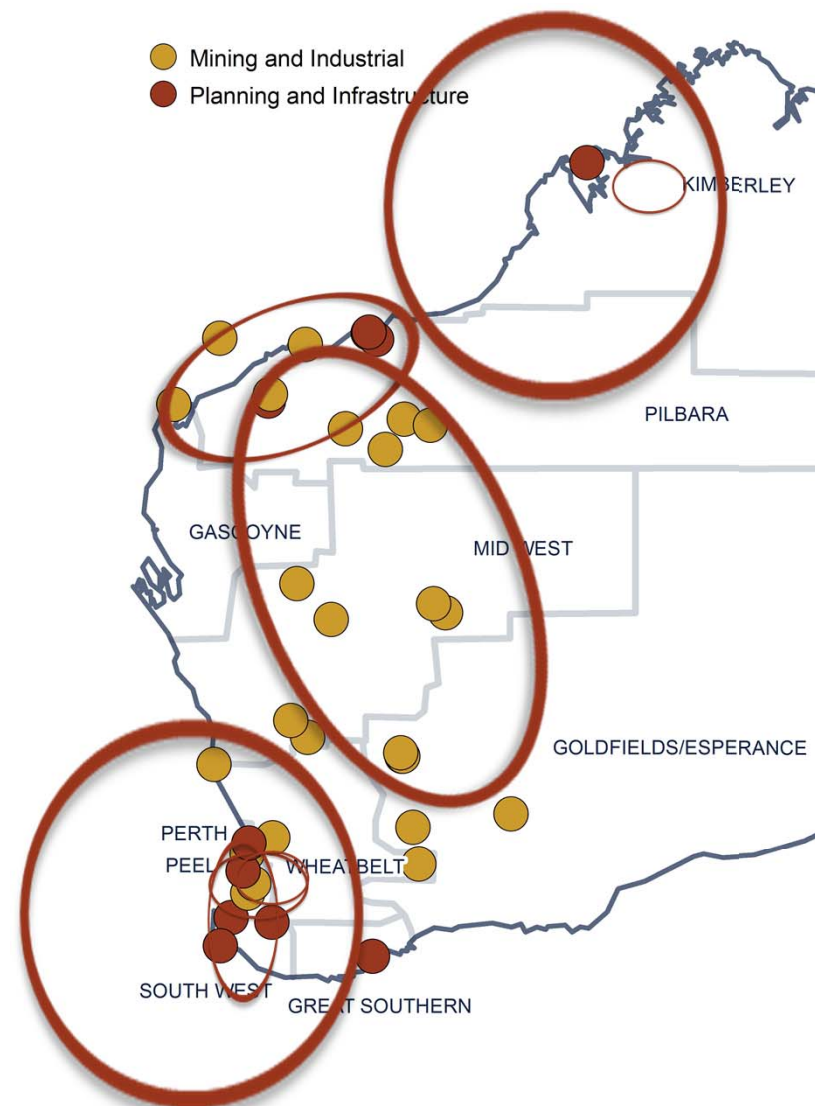 Mining and Industrial
Planning and Infrastructure
KIMBERLEY
PILBARA
GASCOYNE
MID WEST
GOLDFIELDS/ESPERANCE
PERTH
PEEL
WHEATBELT
SOUTH WEST
GREAT SOUTHERN